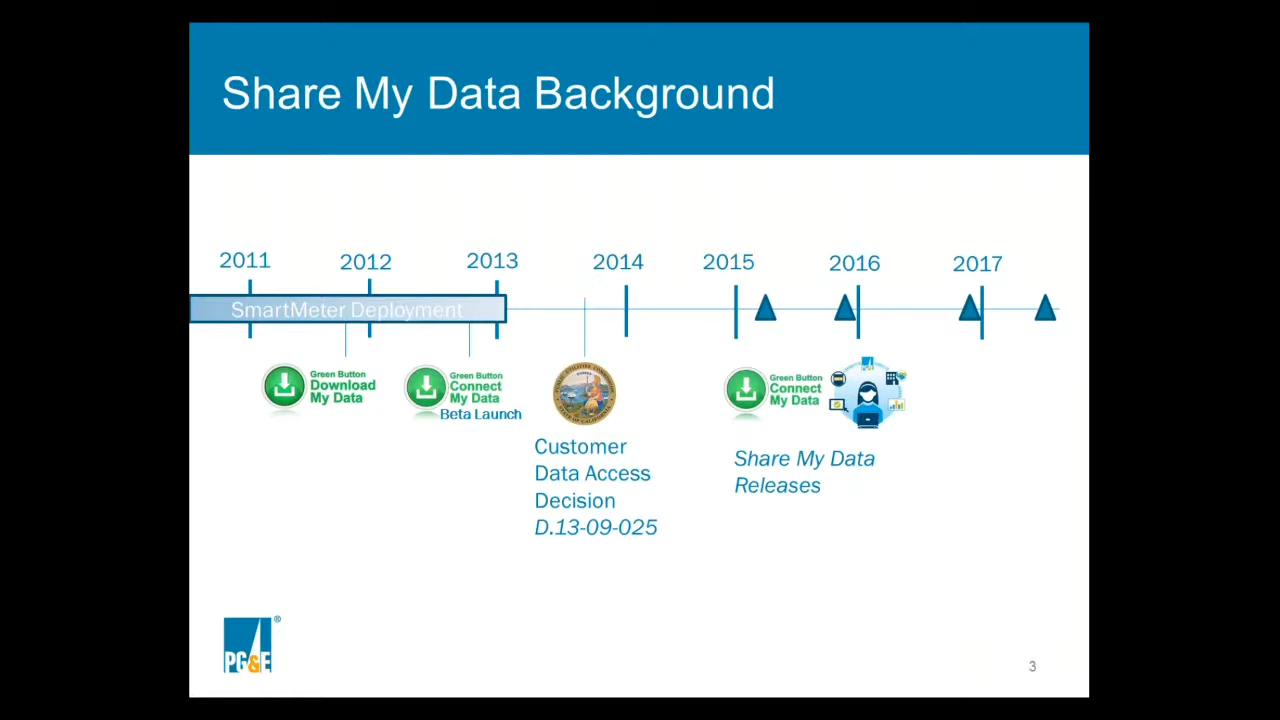 Share My Data Background
2011
2012
2013
2014
2015
2016
2017
SmartMeter Deployment
Green Button
Download
My Data
Green Button
Connect
My Data
Beta Launch
Customer
Data Access
Decision
D.13-09-025
Green Button
Connect
My Data
Share My Data
Releases
PG&E
®
3